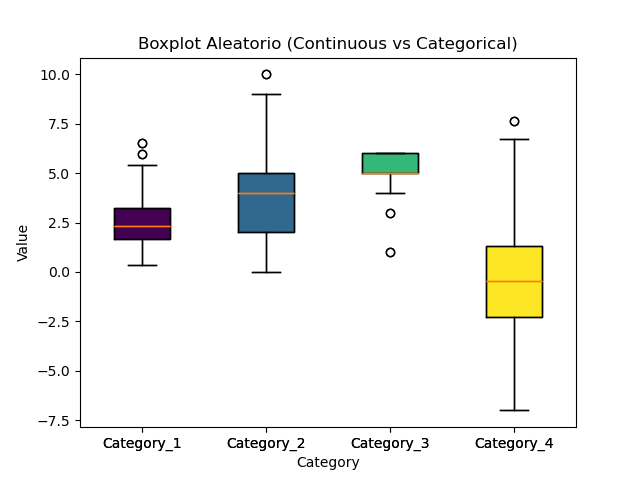 Boxplot Aleatorio (Continuous vs Categorical)
10.0
7.5
5.0
2.5
0.0
−2.5
−5.0
−7.5
Value
Category_1 Category_2 Category_3 Category_4
Category